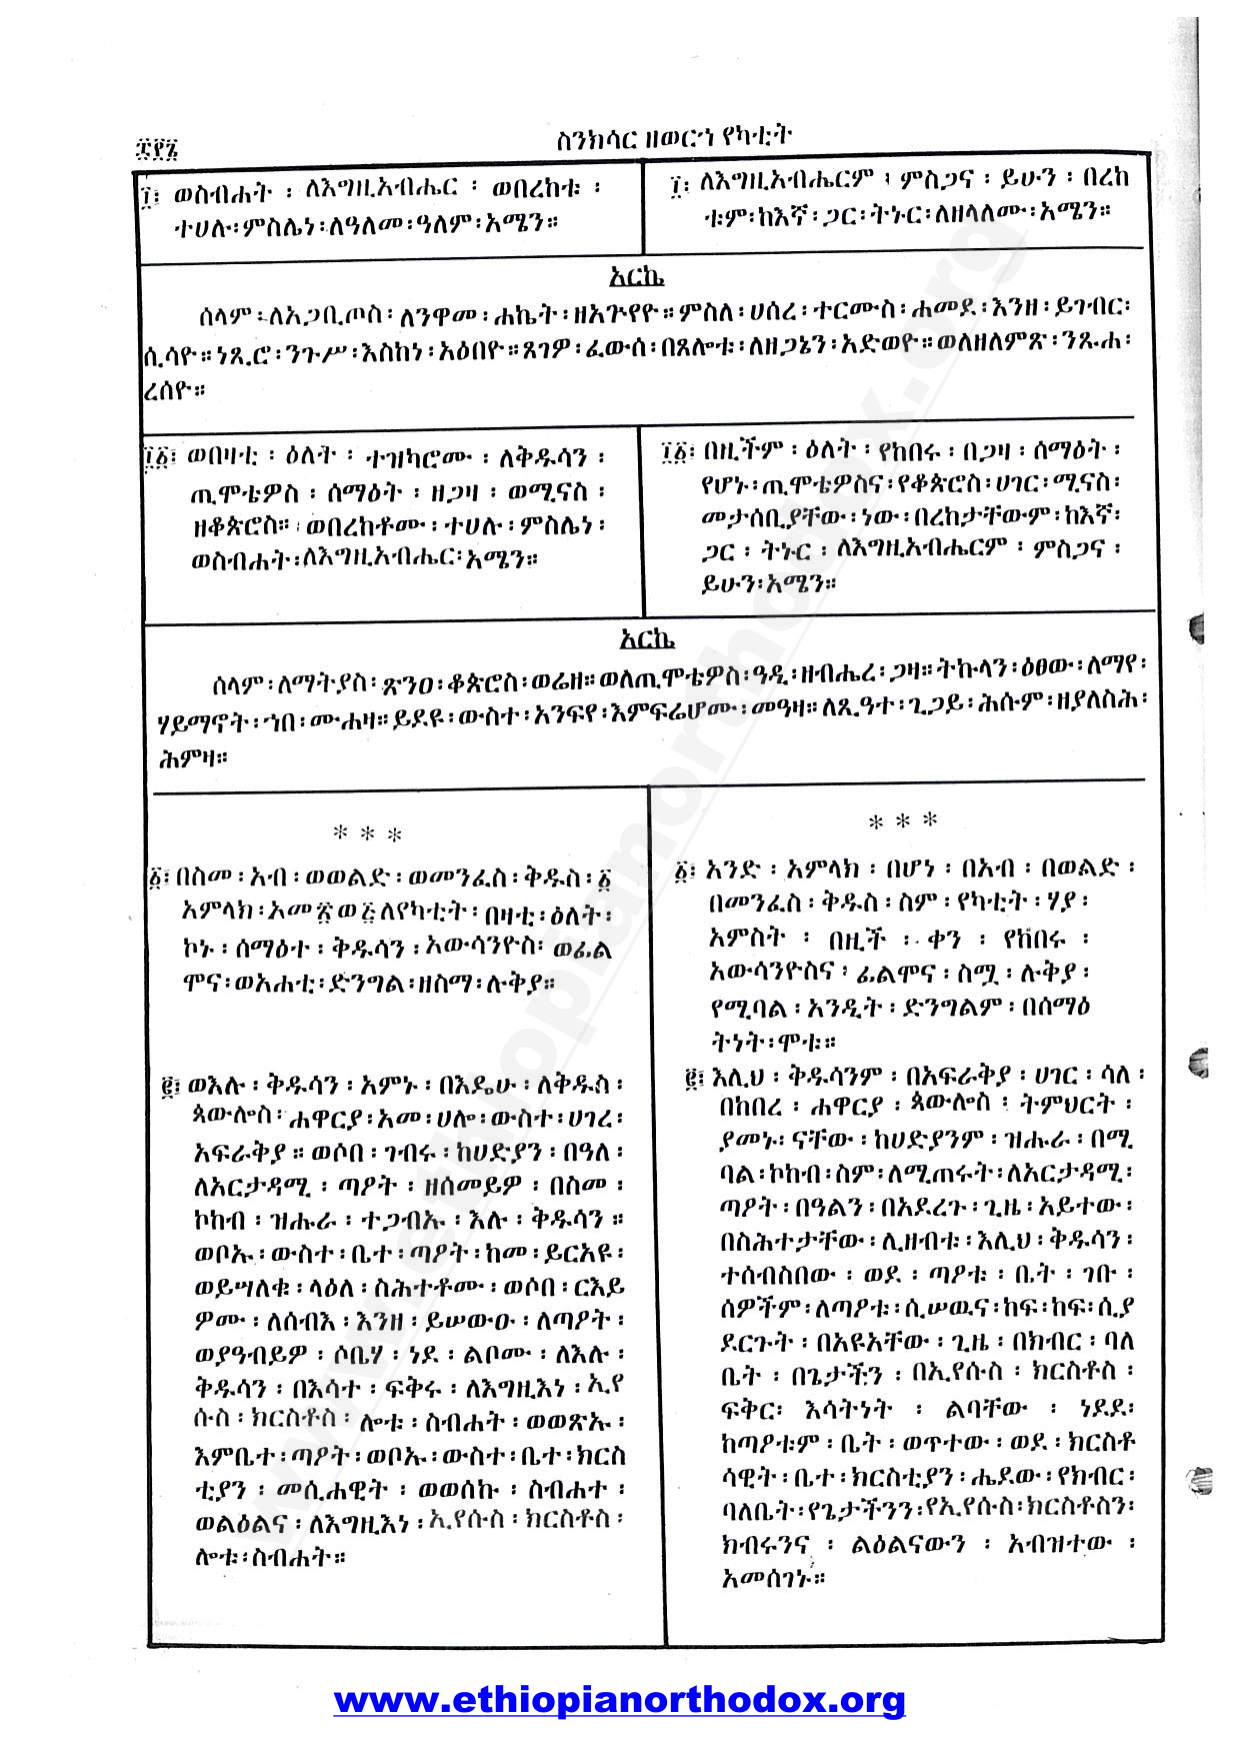 ፯፻፺፮
ስንክሳር ዘወርኀ የካቲት
፲፤ ወስብሐት ፡ ለእግዚአብሔር ፡ ወበረከቱ ፡
ተሀሉ፡ምስሌነ፡ለዓለመ፡ዓለም፡አሜን።
፲፤ ለእግዚአብሔርም ፡ ምስጋና ፡ ይሁን ፡ በረከ
ቱም፡ከእኛ፡ጋር፡ትኑር፡ለዘላለሙ፡አሜን።
አርኬ
ሰላም፡ለአጋቢጦስ፡ለንዋመ፡ሐኬት፡ዘአጕየዮ።ምስለ፡ሀሰረ፡ተርሙስ፡ሐመደ፡እንዘ፡ይገብር፡
ሲሳዮ።ነጺሮ፡ንጉሥ፡እስከነ፡አዕበዮ።ጸገዎ፡ፈውሰ፡በጸሎቱ፡ለዘጋኔን፡አድወዮ።ወለዘለምጽ፡ንጹሐ፡
ረሰዮ።
፲፩፤ ወበዛቲ ፡ ዕለት ፡ ተዝካሮሙ ፡ ለቅዱሳን ፡
ጢሞቴዎስ ፡ ሰማዕት ፡ ዘጋዛ ፡ ወሚናስ ፡
ዘቆጵሮስ። ወበረከቶሙ፡ተሀሉ፡ምስሌነ፡
ወስብሐት፡ለእግዚአብሔር፡አሜን።
፲፩፤ በዚችም ፡ ዕለት ፡ የከበሩ ፡ በጋዛ ፡ ሰማዕት ፡
የሆኑ፡ጢሞቴዎስና፡የቆጵሮስ፡ሀገር፡ሚናስ፡
መታሰቢያቸው፡ነው፡በረከታቸውም፡ከእኛ፡
ጋር ፡ ትኑር ፡ ለእግዚአብሔርም ፡ ምስጋና ፡
ይሁን፡አሜን።
አርኬ
ሰላም፡ለማትያስ፡ጽንዐ፡ቆጵሮስ፡ወሬዘ።ወለጢሞቴዎስ፡ዓዲ፡ዘብሔረ፡ጋዛ።ትኩላን፡ዕፀው፡ለማየ፡
ሃይማኖት፡ኀበ፡ሙሐዛ።ይደዩ፡ውስተ፡አንፍየ፡እምፍሬሆሙ፡መዓዛ።ለጺዓተ፡ጌጋይ፡ሕሱም፡ዘያለስሕ፡
ሕምዛ።
* * *
፩፤ በስመ፡አብ፡ወወልድ፡ወመንፈስ፡ቅዱስ፡፩
አምላክ፡አመ፳ወ፭ለየካቲት፡በዛቲ፡ዕለት፡
ኮኑ፡ሰማዕተ፡ቅዱሳን፡አውሳንዮስ፡ወፊል
ሞና፡ወአሐቲ፡ድንግል፡ዘስማ፡ሉቅያ።
፪፤ ወእሉ ፡ ቅዱሳን ፡ አምኑ ፡ በእዴሁ ፡ ለቅዱስ ፡
ጳውሎስ፡ሐዋርያ፡አመ፡ሀሎ፡ውስተ፡ሀገረ፡
አፍራቅያ ። ወሶበ ፡ ገብሩ ፡ ከሀድያን ፡ በዓለ ፡
ለአርታዳሚ ፡ ጣዖት ፡ ዘሰመይዎ ፡ በስመ ፡
ኮከብ ፡ ዝሑራ ፡ ተጋብኡ ፡ እሉ ፡ ቅዱሳን ።
ወቦኡ፡ውስተ፡ቤተ፡ጣዖት፡ከመ፡ይርአዩ፡
ወይሣለቁ፡ላዕለ፡ስሕተቶሙ፡ወሶበ፡ርእይ
ዎሙ፡ለሰብእ፡እንዘ፡ይሠውዑ፡ለጣዖት፡
ወያዓብይዎ ፡ ሶቤሃ ፡ ነደ ፡ ልቦሙ ፡ ለእሉ ፡
ቅዱሳን ፡ በእሳተ ፡ ፍቅሩ ፡ ለእግዚእነ ፡ ኢየ
ሱስ፡ክርስቶስ፡ሎቱ፡ስብሐት፡ወወጽኡ፡
እምቤተ፡ጣዖት፡ወቦኡ፡ውስተ፡ቤተ፡ክርስ
ቲያን ፡ መሲሐዊት ፡ ወወሰኩ ፡ ስብሐተ ፡
ወልዕልና፡ለእግዚእነ፡ኢየሱስ፡ክርስቶስ፡
ሎቱ፡ስብሐት።
* * *
፩፤ አንድ ፡ አምላክ ፡ በሆነ ፡ በአብ ፡ በወልድ ፡
በመንፈስ፡ቅዱስ፡ስም፡የካቲት፡ሃያ፡
አምስት ፡ በዚች ፡ ቀን ፡ የከበሩ ፡
አውሳንዮስና፡ፊልሞና፡ስሟ፡ሉቅያ፡
የሚባል፡አንዲት፡ድንግልም፡በሰማዕ
ትነት፡ሞቱ።
፪፤ እሊህ ፡ ቅዱሳንም ፡ በአፍራቅያ ፡ ሀገር ፡ ሳለ ፡
በከበረ ፡ ሐዋርያ ፡ ጳውሎስ ፡ ትምህርት ፡
ያመኑ፡ ናቸው ፡ ከሀድያንም ፡ ዝሑራ ፡ በሚ
ባል፡ኮከብ፡ስም፡ለሚጠሩት፡ለአርታዳሚ፡
ጣዖት፡በዓልን፡በአደረጉ፡ጊዜ፡አይተው፡
በስሕተታቸው፡ሊዘብቱ፡እሊህ፡ቅዱሳን፡
ተሰብስበው ፡ ወደ ፡ ጣዖቱ ፡ ቤት ፡ ገቡ ፡
ሰዎችም፡ለጣዖቱ፡ሲሠዉና፡ከፍ፡ከፍ፡ሲያ
ደርጉት ፡ በአዩአቸው ፡ ጊዜ ፡ በክብር ፡ ባለ
ቤት ፡ በጌታችን ፡ በኢየሱስ ፡ ክርስቶስ ፡
ፍቅር፡ እሳትነት ፡ ልባቸው ፡ ነደደ፡
ከጣዖቱም ፡ ቤት ፡ ወጥተው ፡ ወደ ፡ ክርስቶ
ሳዊት፡ቤተ፡ክርስቲያን፡ሔደው፡የክብር፡
ባለቤት፡የጌታችንን፡የኢየሱስ፡ክርስቶስን፡
ክብሩንና ፡ ልዕልናውን ፡ አብዝተው ፡
አመሰገኑ።
www.ethiopianorthodox.org
www.ethiopianorthodox.org